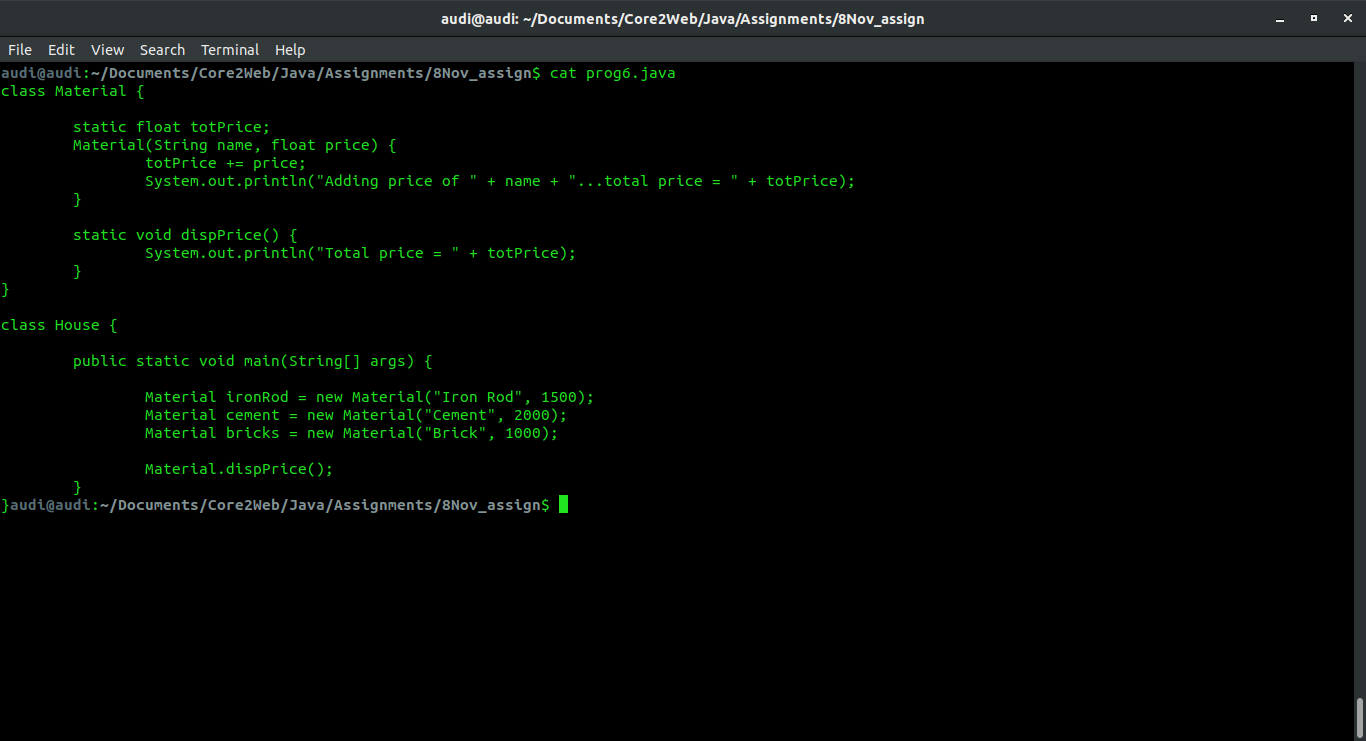 audi@audi: ~/Documents/Core2Web/Java/Assignments/8Nov_assign
File Edit View Search Terminal Help
audi@audi:~/Documents/Core2Web/Java/Assignments/8Nov_assign$ cat prog6.java
class Material {
static float totPrice;
Material(String name, float price) {
totPrice += price;
System.out.println("Adding price of " + name + "...total price = " + totPrice);
}
static void dispPrice() {
System.out.println("Total price = " + totPrice);
}
}
class House {
public static void main(String[] args) {
Material ironRod = new Material("Iron Rod", 1500);
Material cement = new Material("Cement", 2000);
Material bricks = new Material("Brick", 1000);
Material.dispPrice();
}
}audi@audi:~/Documents/Core2Web/Java/Assignments/8Nov_assign$